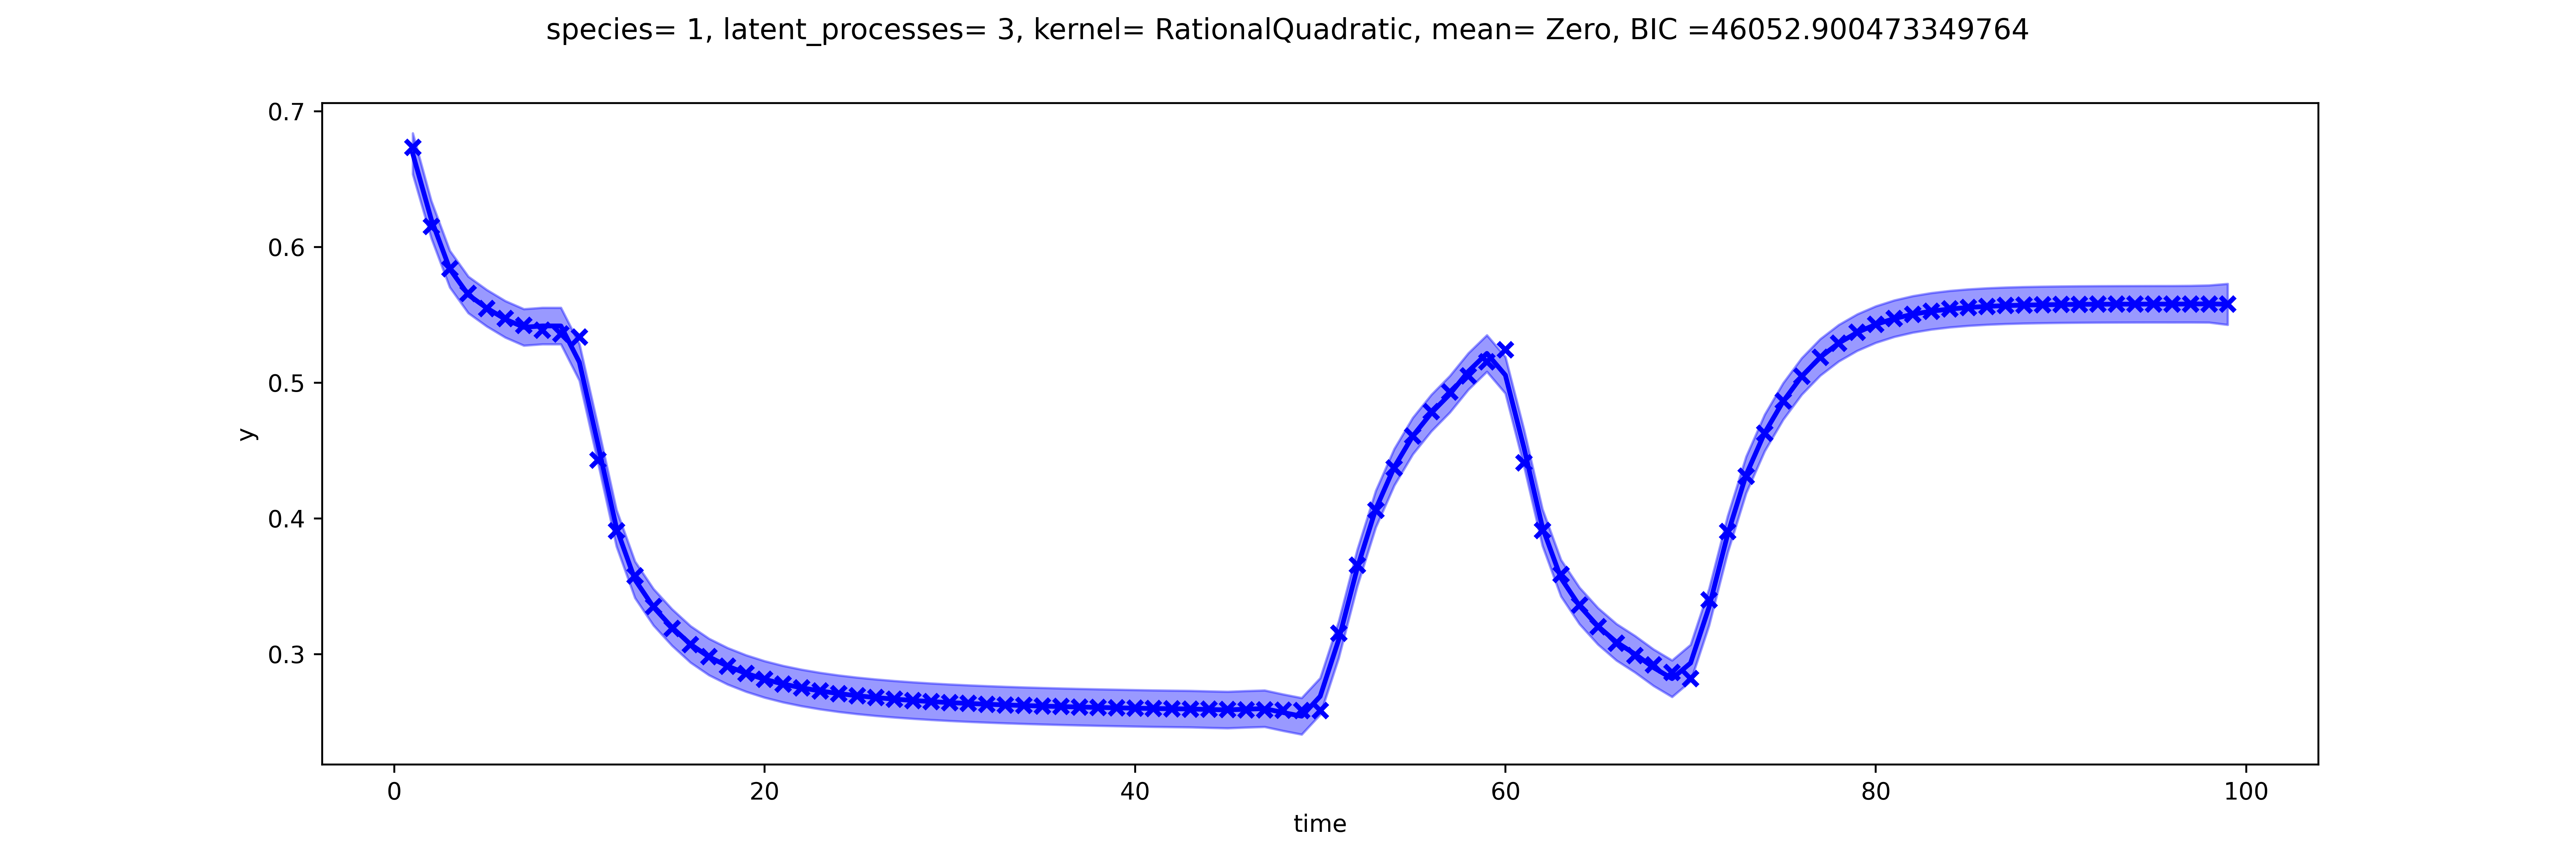 species= 1, latent_processes= 3, kernel= RationalQuadratic, mean= Zero, BIC =46052.900473349764
0.7
0.6
0.5
0.4
0.3
y
0 20 40 60 80 100
time